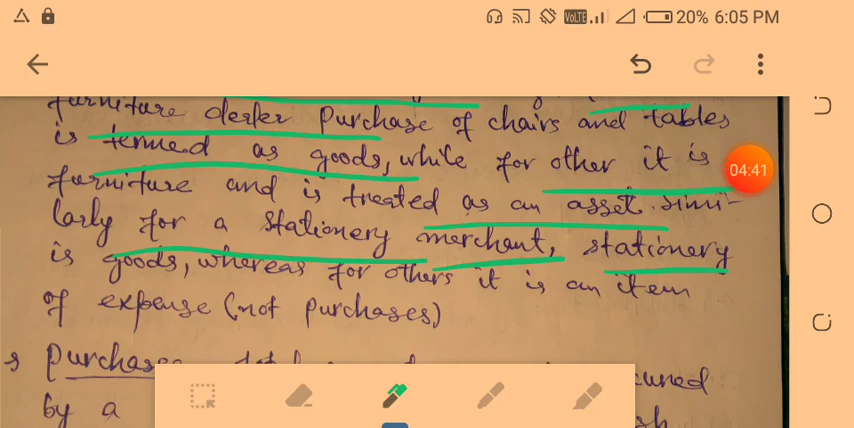 VoLTE 20% 6:05 PM
furniture dealer purchase of chairs and tables
is termed as goods, while for other it is
04:41
furniture and is treated as an asset. simi-
larly for a stationery merchant, stationery
is goods, whereas for others it is an item
of expense (not purchases)
Purchase
by a